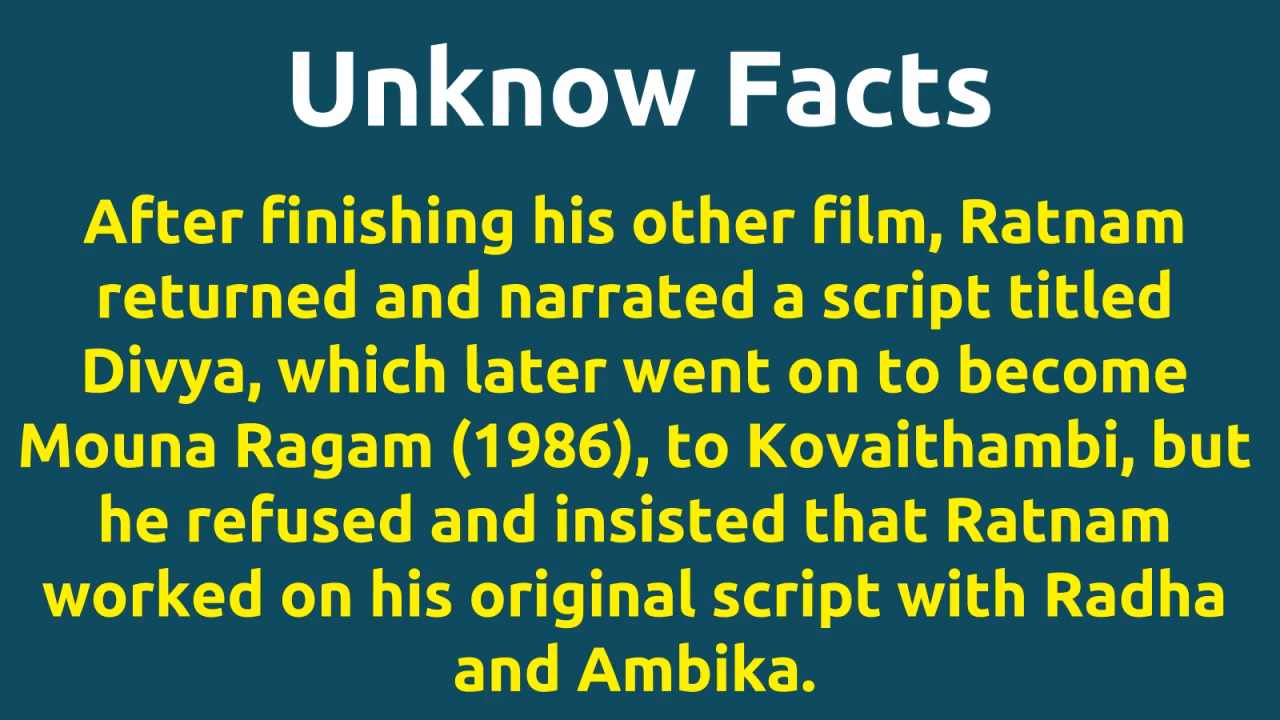 Unknow Facts
After finishing his other film, Ratnam
returned and narrated a script titled
Divya, which later went on to become
Mouna Ragam (1986), to Kovaithambi, but
he refused and insisted that Ratnam
worked on his original script with Radha
and Ambika.